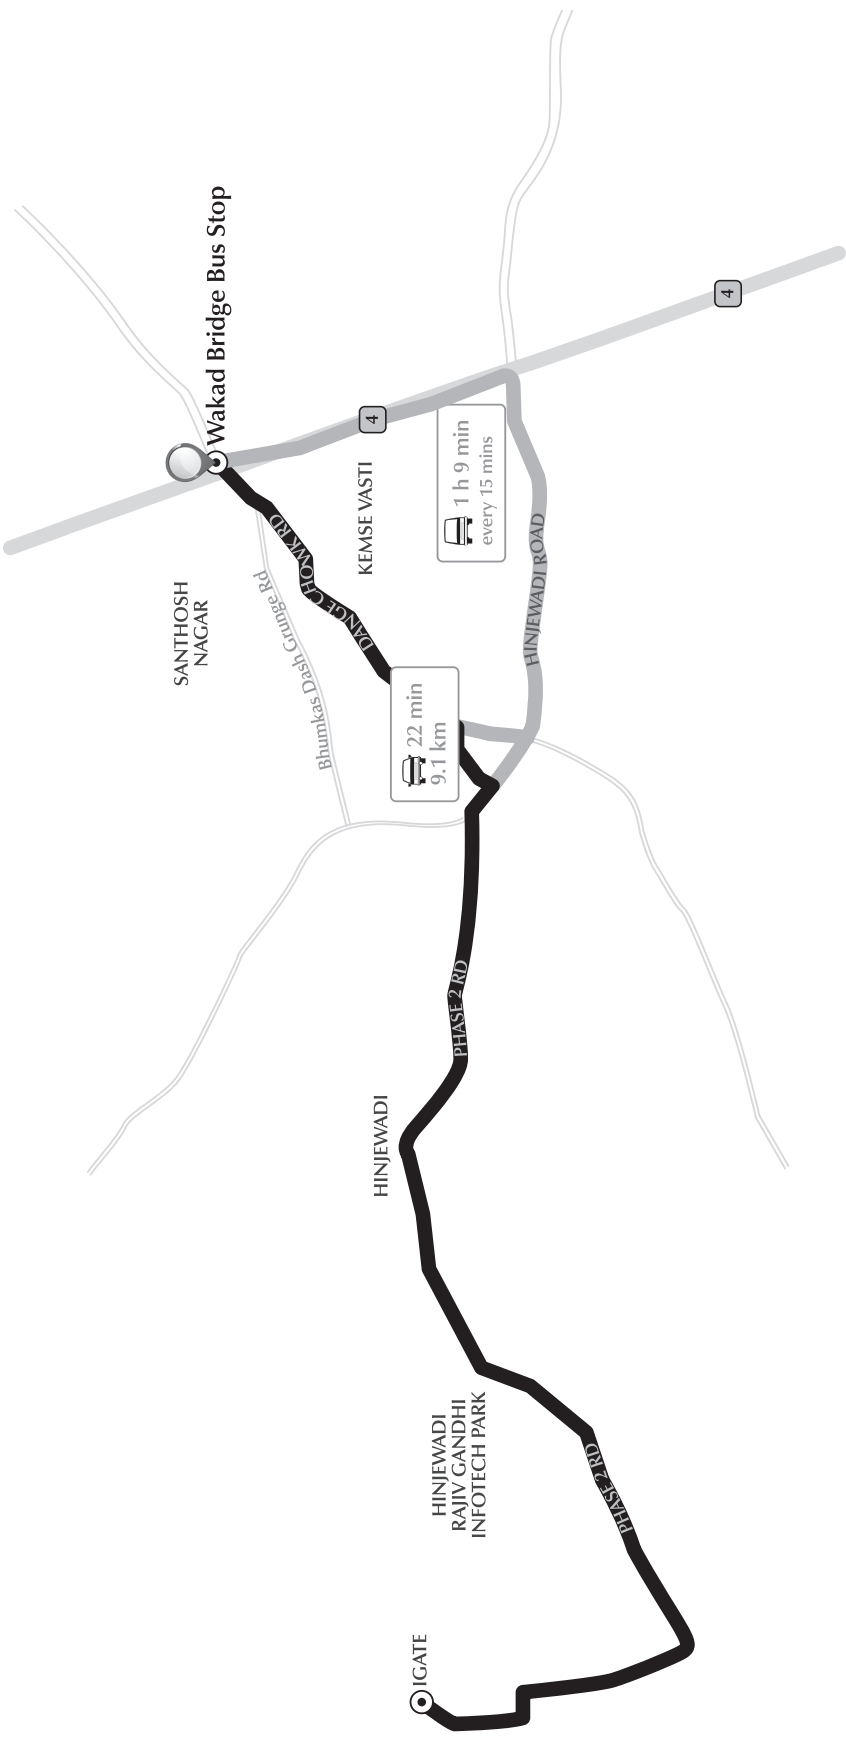 IGATE
HINJEWADI
RAJIV GANDHI
INFOTECH PARK
PHASE 2 RD
HINJEWADI
PHASE 2 RD
22 min
9.1 km
Bhumkas Dash Grunge Rd
SANTHOSH
NAGAR
DANGE CHOWK RD
KEMSE VASTI
HINJEWADI ROAD
1 h 9 min
every 15 mins
4
Wakad Bridge Bus Stop
4